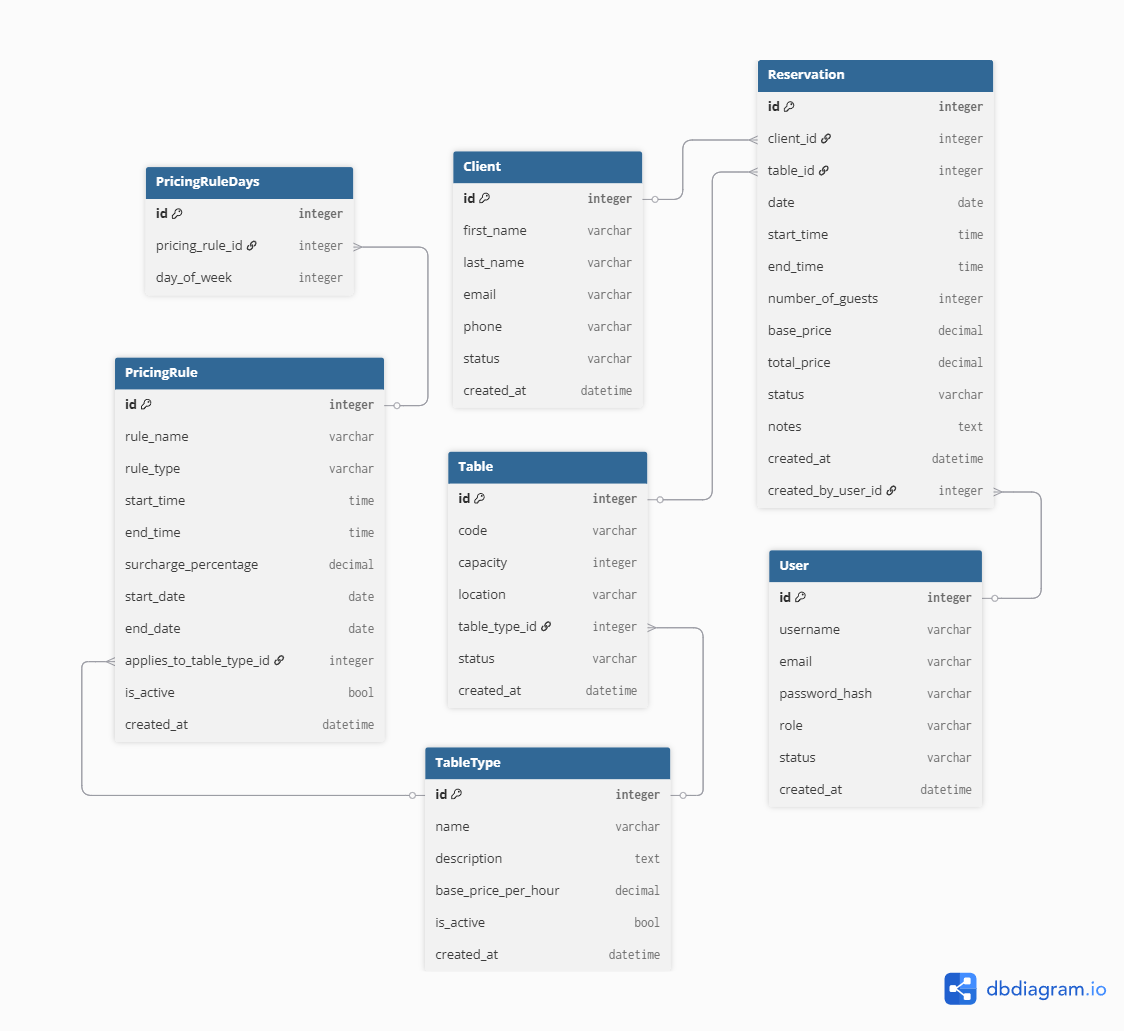 Reservation
id integer
client_id integer
table_id integer
date date
start_time time
end_time time
number_of_guests integer
base_price decimal
total_price decimal
status varchar
notes text
created_at datetime
created_by_user_id integer
Client
id integer
first_name varchar
last_name varchar
email varchar
phone varchar
status varchar
created_at datetime
PricingRuleDays
id integer
pricing_rule_id integer
day_of_week integer
PricingRule
id integer
rule_name varchar
rule_type varchar
start_time time
end_time time
surcharge_percentage decimal
start_date date
end_date date
applies_to_table_type_id integer
is_active bool
created_at datetime
Table
id integer
code varchar
capacity integer
location varchar
table_type_id integer
status varchar
created_at datetime
User
id integer
username varchar
email varchar
password_hash varchar
role varchar
status varchar
created_at datetime
TableType
id integer
name varchar
description text
base_price_per_hour decimal
is_active bool
created_at datetime
dbdiagram.io